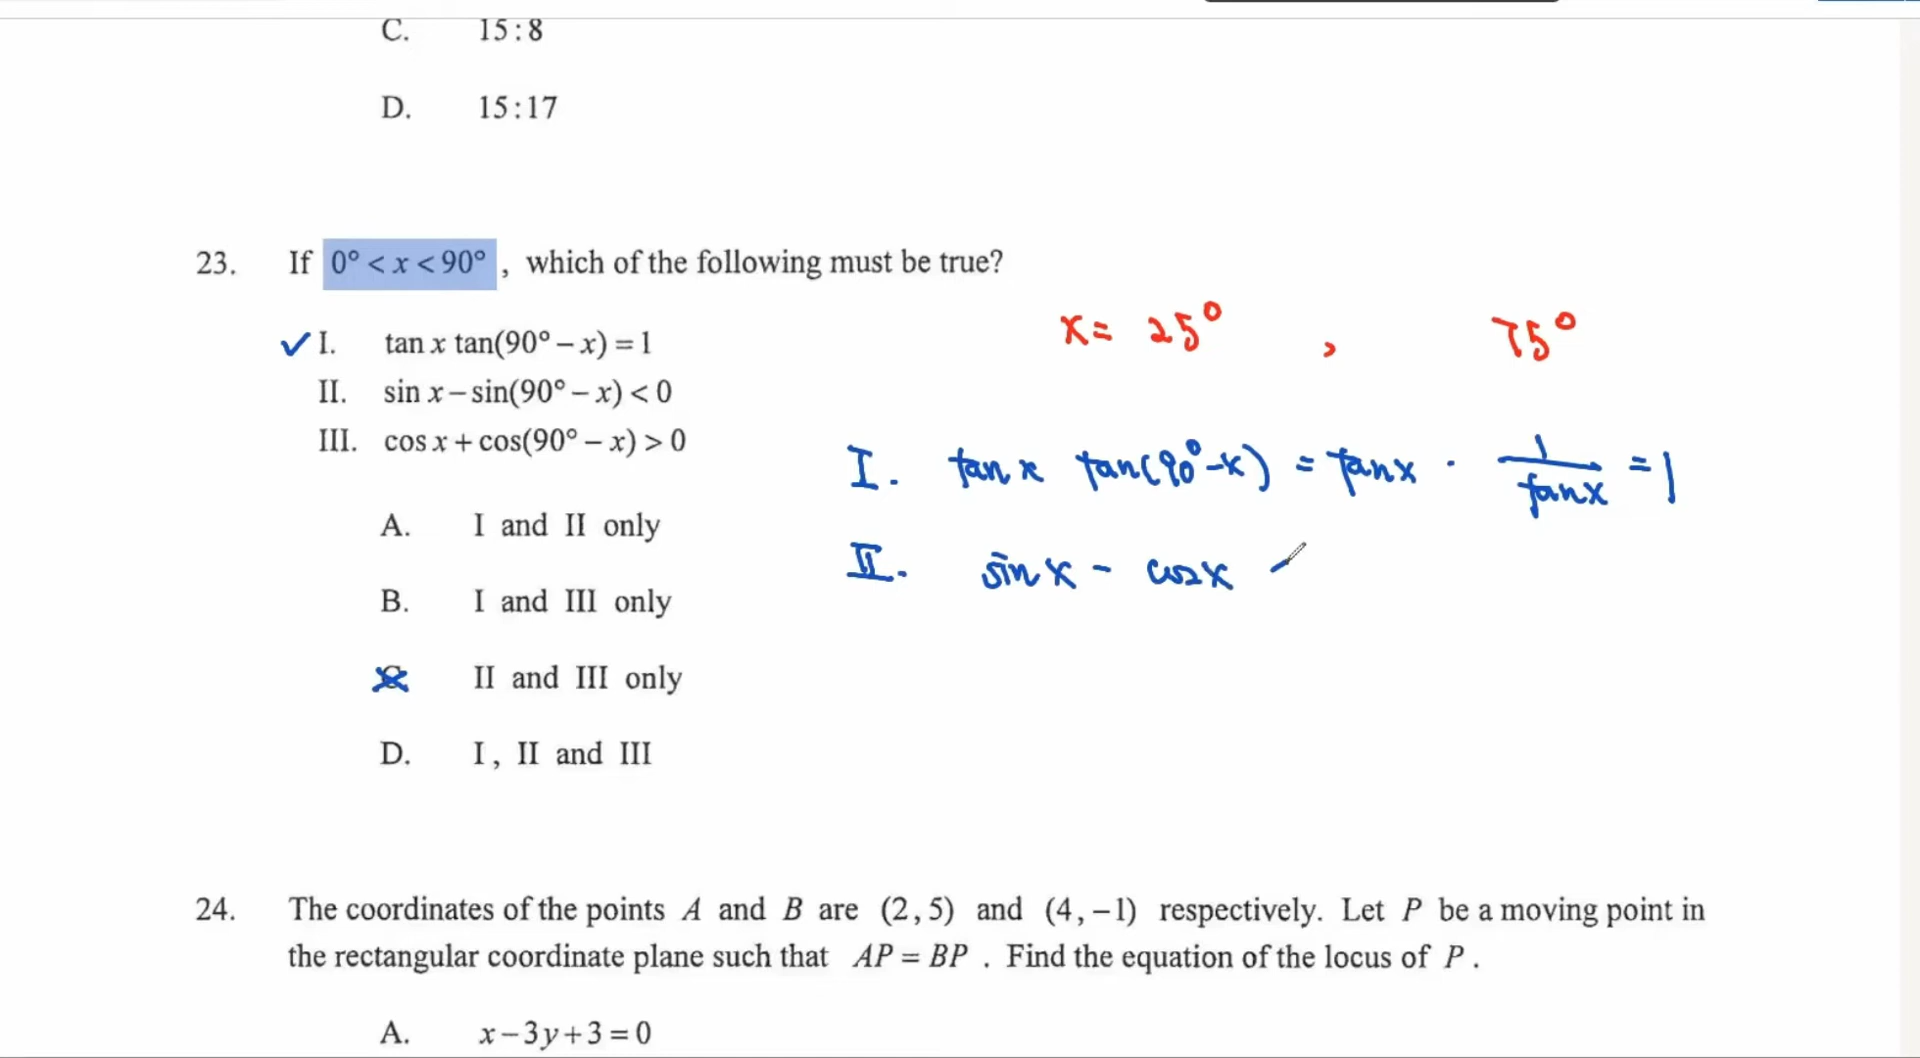 C. 15:8
D. 15:17
23. If 0° < x < 90°, which of the following must be true?
x = 25° , 75°
✓ I. tan x tan(90° – x) = 1
II. sin x – sin(90° – x) < 0
III. cos x + cos(90° – x) > 0
I. tan x tan(90° – x) = tan x · 1/tan x = 1
A. I and II only
II. sin x – cos x
B. I and III only
C II and III only
D. I, II and III
24. The coordinates of the points A and B are (2, 5) and (4, –1) respectively. Let P be a moving point in
the rectangular coordinate plane such that AP = BP . Find the equation of the locus of P .
A. x – 3y + 3 = 0